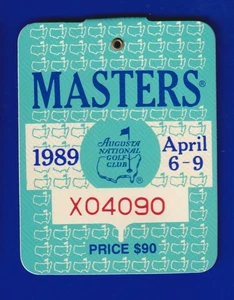 MASTERS®
1989
AUGUSTA
NATIONAL
GOLF
CLUB
®
April
6-9
X04090
PRICE $90